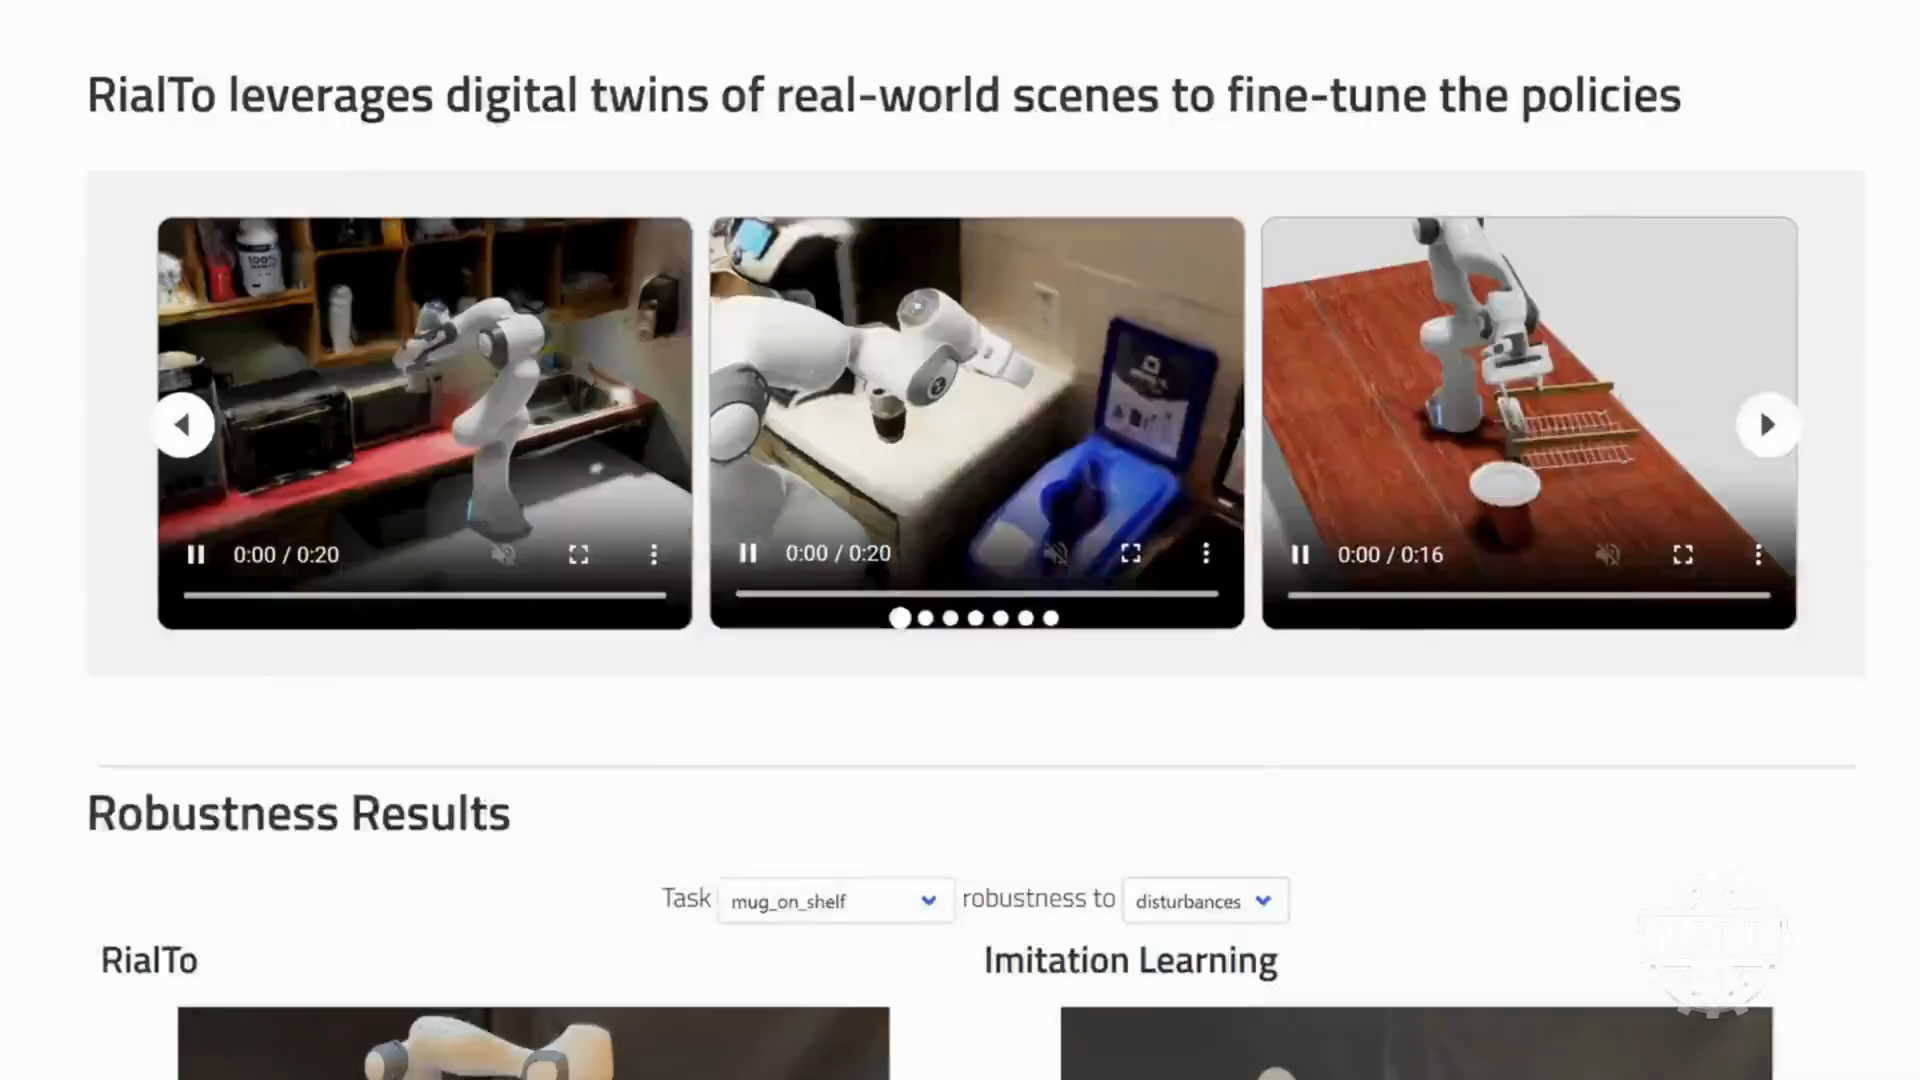 RialTo leverages digital twins of real-world scenes to fine-tune the policies
100%
0:00 / 0:20
0:00 / 0:20
0:00 / 0:16
Robustness Results
Task mug_on_shelf robustness to disturbances
RialTo
Imitation Learning